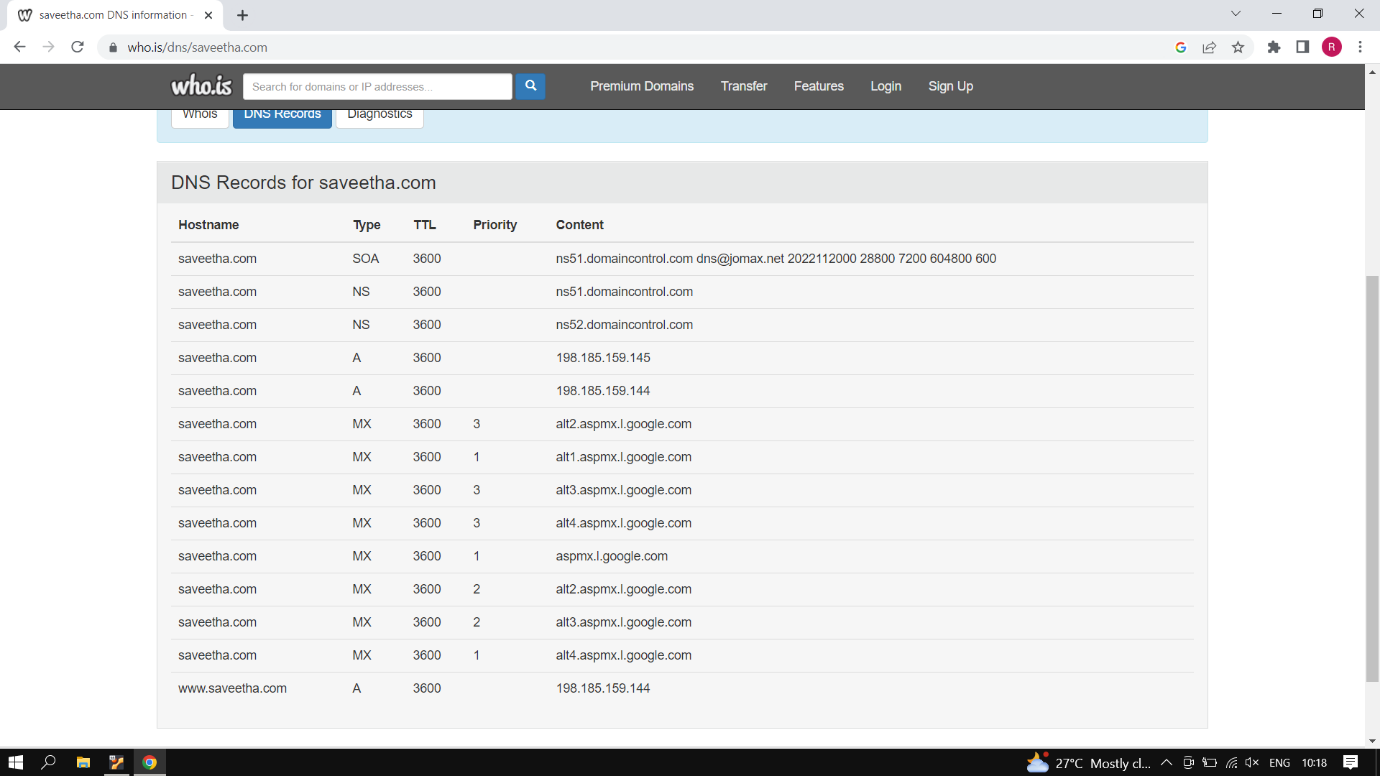 saveetha.com DNS information -
who.is/dns/saveetha.com
R
who.is Search for domains or IP addresses... Premium Domains Transfer Features Login Sign Up
Whois DNS Records Diagnostics
DNS Records for saveetha.com
Hostname Type TTL Priority Content
saveetha.com SOA 3600 ns51.domaincontrol.com dns@jomax.net 2022112000 28800 7200 604800 600
saveetha.com NS 3600 ns51.domaincontrol.com
saveetha.com NS 3600 ns52.domaincontrol.com
saveetha.com A 3600 198.185.159.145
saveetha.com A 3600 198.185.159.144
saveetha.com MX 3600 3 alt2.aspmx.l.google.com
saveetha.com MX 3600 1 alt1.aspmx.l.google.com
saveetha.com MX 3600 3 alt3.aspmx.l.google.com
saveetha.com MX 3600 3 alt4.aspmx.l.google.com
saveetha.com MX 3600 1 aspmx.l.google.com
saveetha.com MX 3600 2 alt2.aspmx.l.google.com
saveetha.com MX 3600 2 alt3.aspmx.l.google.com
saveetha.com MX 3600 1 alt4.aspmx.l.google.com
www.saveetha.com A 3600 198.185.159.144
27°C Mostly cl... ENG 10:18